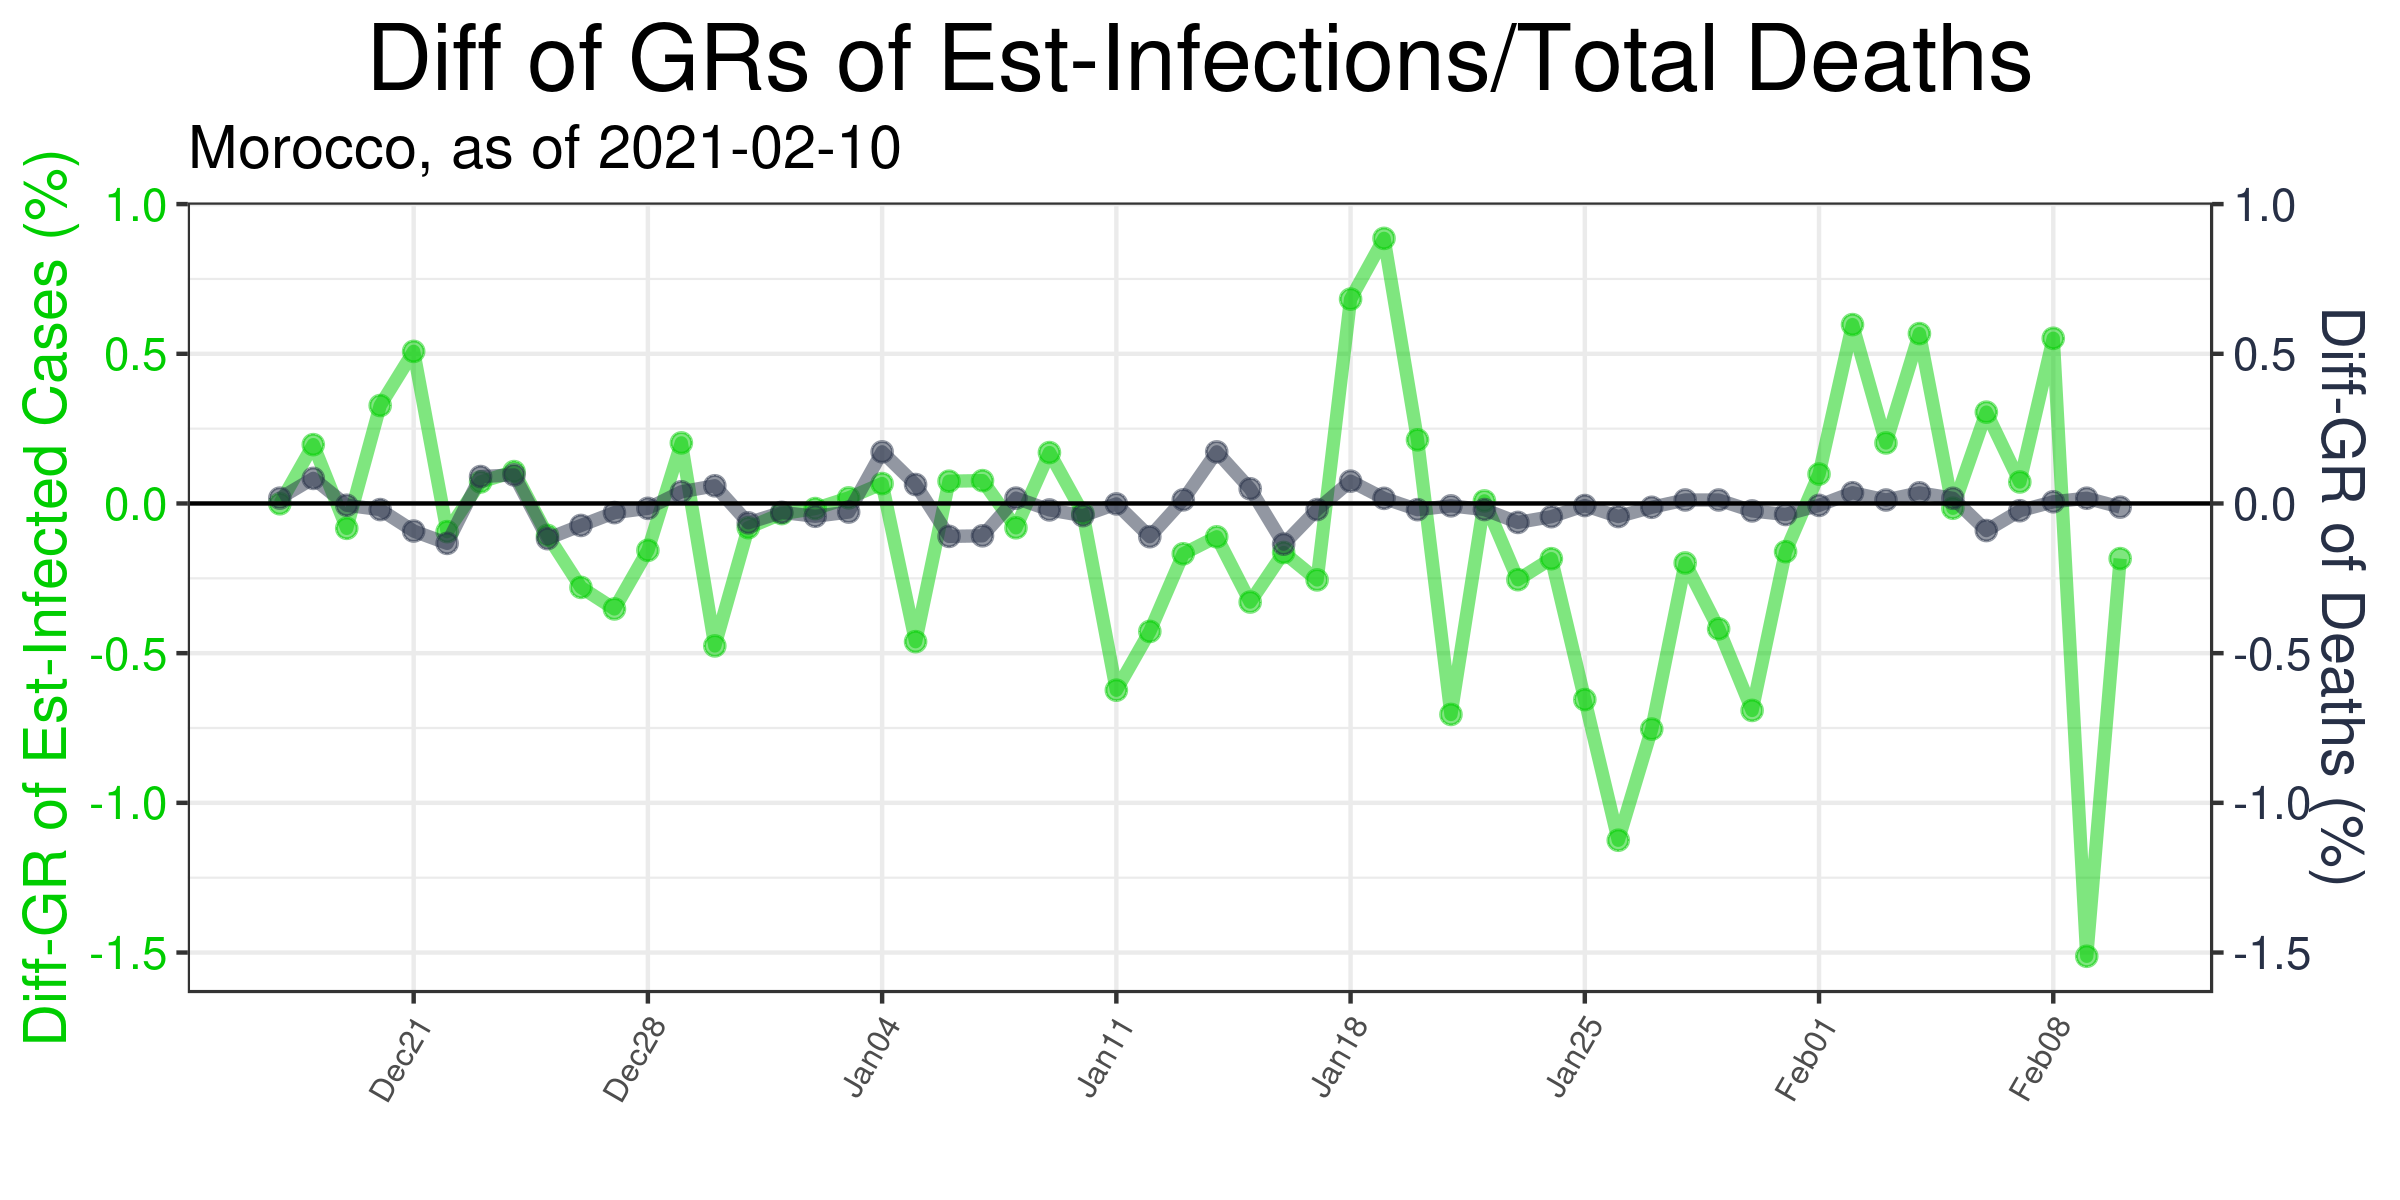 Diff of GRs of Est-Infections/Total Deaths
Morocco, as of 2021-02-10
Diff-GR of Est-Infected Cases (%)
1.0
0.5
0.0
-0.5
-1.0
-1.5
1.0
0.5
0.0
-0.5
-1.0
-1.5
Diff-GR of Deaths (%)
Dec21
Dec28
Jan04
Jan11
Jan18
Jan25
Feb01
Feb08